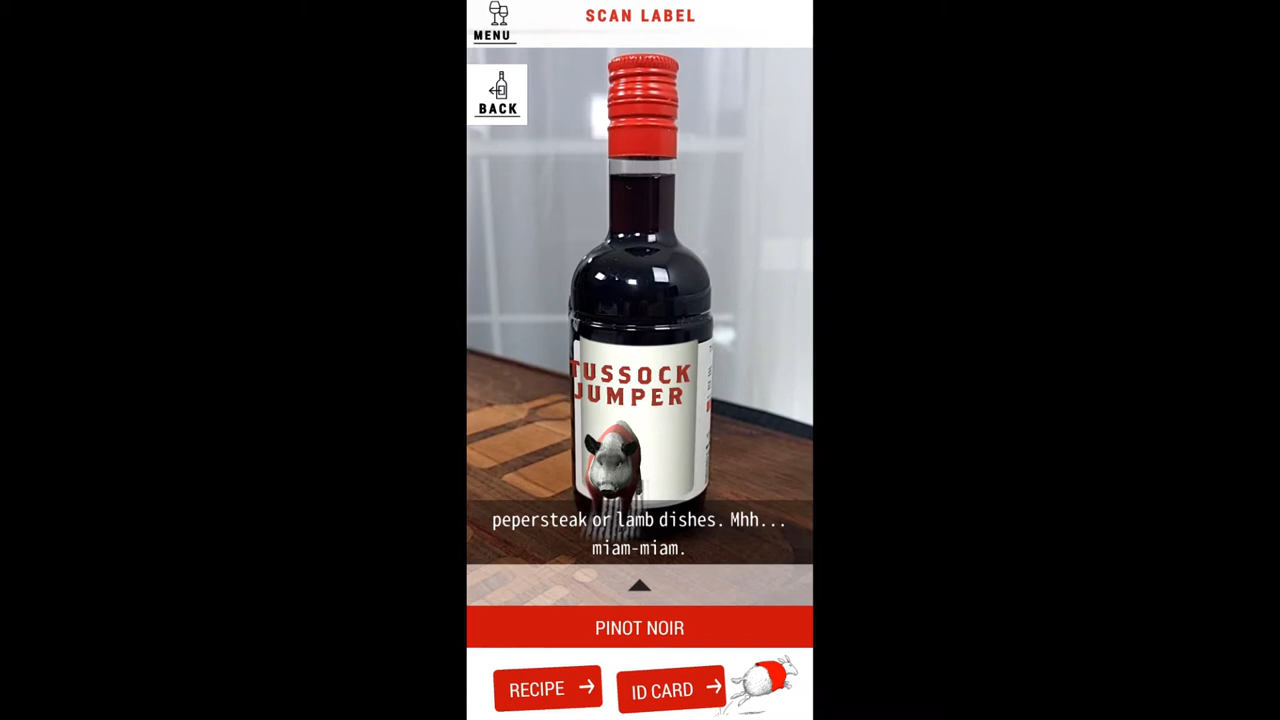 SCAN LABEL
MENU
BACK
TUSSOCK
JUMPER
pepersteak or lamb dishes. Mhh...
miam-miam.
PINOT NOIR
RECIPE
ID CARD